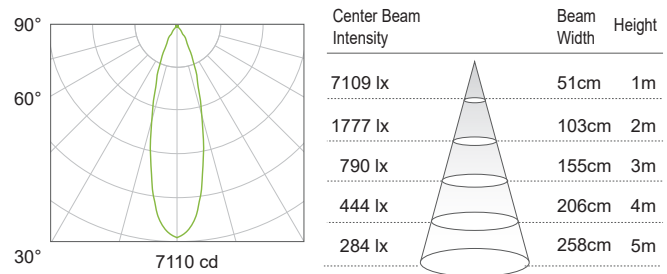 90°
60°
30°
7110 cd
Center Beam Intensity Beam Width Height
7109 lx 51cm 1m
1777 lx 103cm 2m
790 lx 155cm 3m
444 lx 206cm 4m
284 lx 258cm 5m